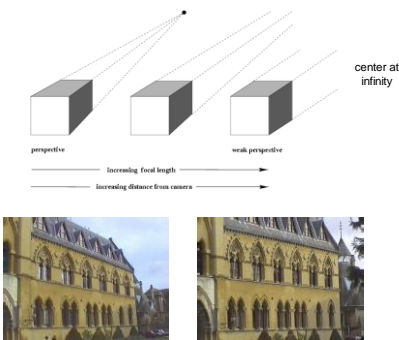 center at
infinity
perspective
weak perspective
increasing focal length
increasing distance from camera